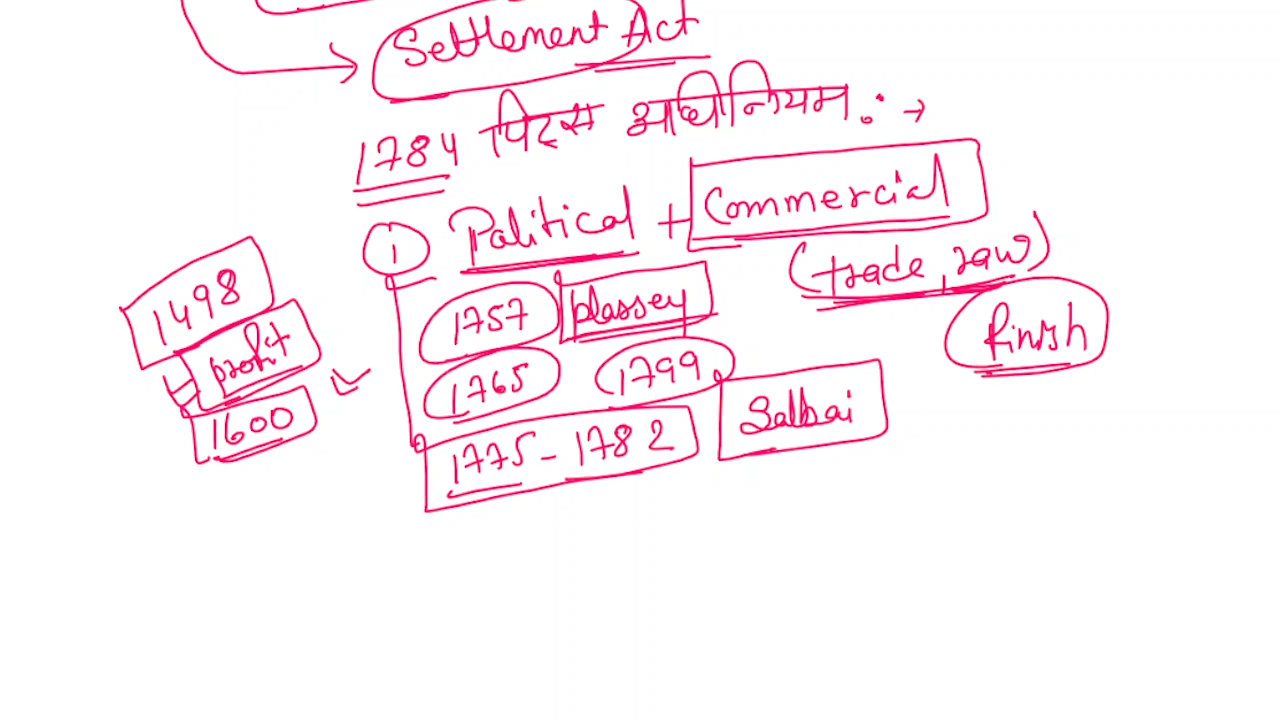 Settlement Act
1784 पिट्स अधीनियम :→
① Political + Commercial
(trade, raw)
1498
profit
1600
1757 plassey
finish
1765 1799
1775 - 1782 Salbai